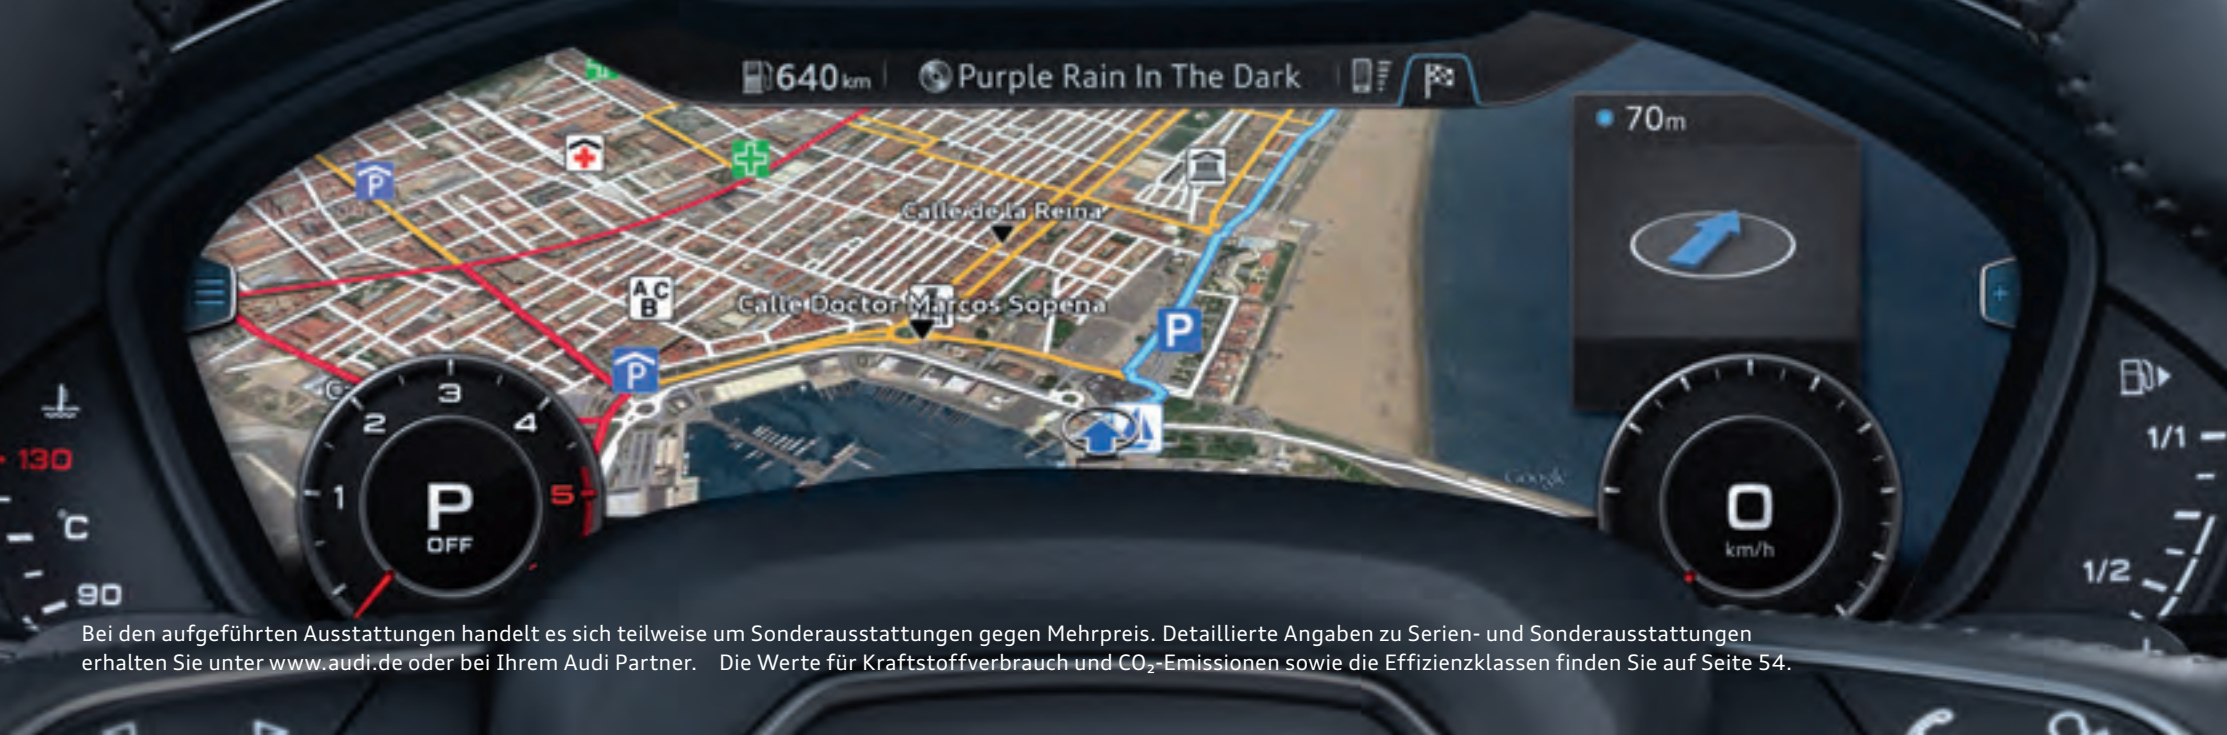 640 km
Purple Rain In The Dark
70m
P
Calle de la Reina
A C
B
Calle Doctor Marcos Sopena
P
P
G
Google
1
2
3
4
5
P
OFF
0
km/h
130
°C
90
1/1
1/2
Bei den aufgeführten Ausstattungen handelt es sich teilweise um Sonderausstattungen gegen Mehrpreis. Detaillierte Angaben zu Serien- und Sonderausstattungen
erhalten Sie unter www.audi.de oder bei Ihrem Audi Partner. Die Werte für Kraftstoffverbrauch und CO₂-Emissionen sowie die Effizienzklassen finden Sie auf Seite 54.